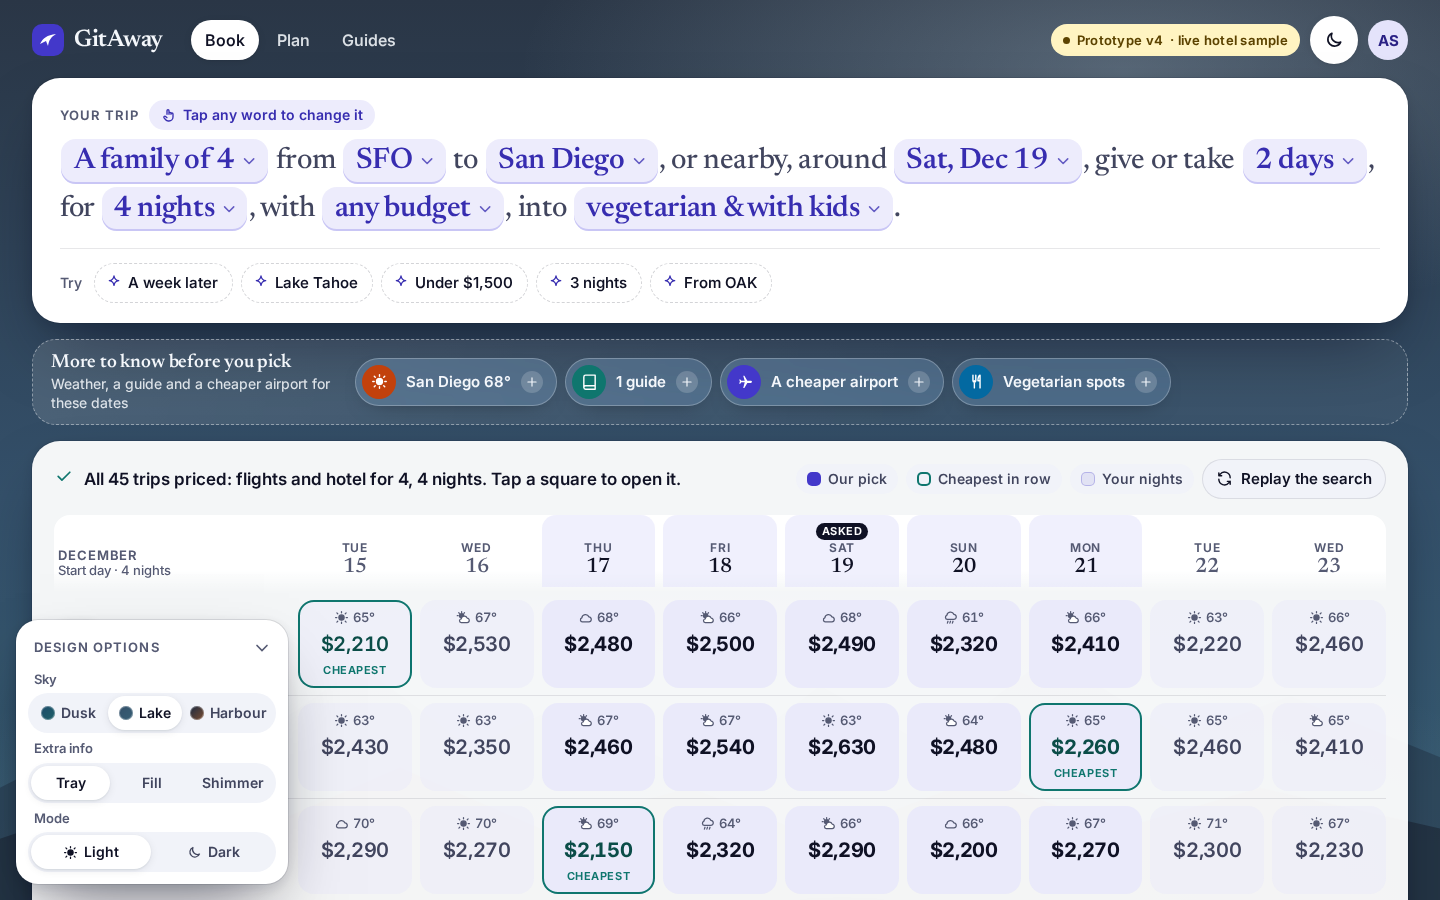 GitAway Book Plan Guides Prototype v4 · live hotel sample AS
YOUR TRIP Tap any word to change it
A family of 4 from SFO to San Diego, or nearby, around Sat, Dec 19, give or take 2 days,
for 4 nights, with any budget, into vegetarian & with kids.
Try A week later Lake Tahoe Under $1,500 3 nights From OAK
More to know before you pick
Weather, a guide and a cheaper airport for
these dates
San Diego 68° 1 guide A cheaper airport Vegetarian spots
All 45 trips priced: flights and hotel for 4, 4 nights. Tap a square to open it.
Our pick Cheapest in row Your nights Replay the search
ASKED
DECEMBER
Start day · 4 nights
TUE WED THU FRI SAT SUN MON TUE WED
15 16 17 18 19 20 21 22 23
65° 67° 68° 66° 68° 61° 66° 63° 66°
$2,210 $2,530 $2,480 $2,500 $2,490 $2,320 $2,410 $2,220 $2,460
CHEAPEST
63° 63° 67° 67° 63° 64° 65° 65° 65°
$2,430 $2,350 $2,460 $2,540 $2,630 $2,480 $2,260 $2,460 $2,410
CHEAPEST
70° 70° 69° 64° 66° 66° 67° 71° 67°
$2,290 $2,270 $2,150 $2,320 $2,290 $2,200 $2,270 $2,300 $2,230
CHEAPEST
DESIGN OPTIONS
Sky
Dusk Lake Harbour
Extra info
Tray Fill Shimmer
Mode
Light Dark